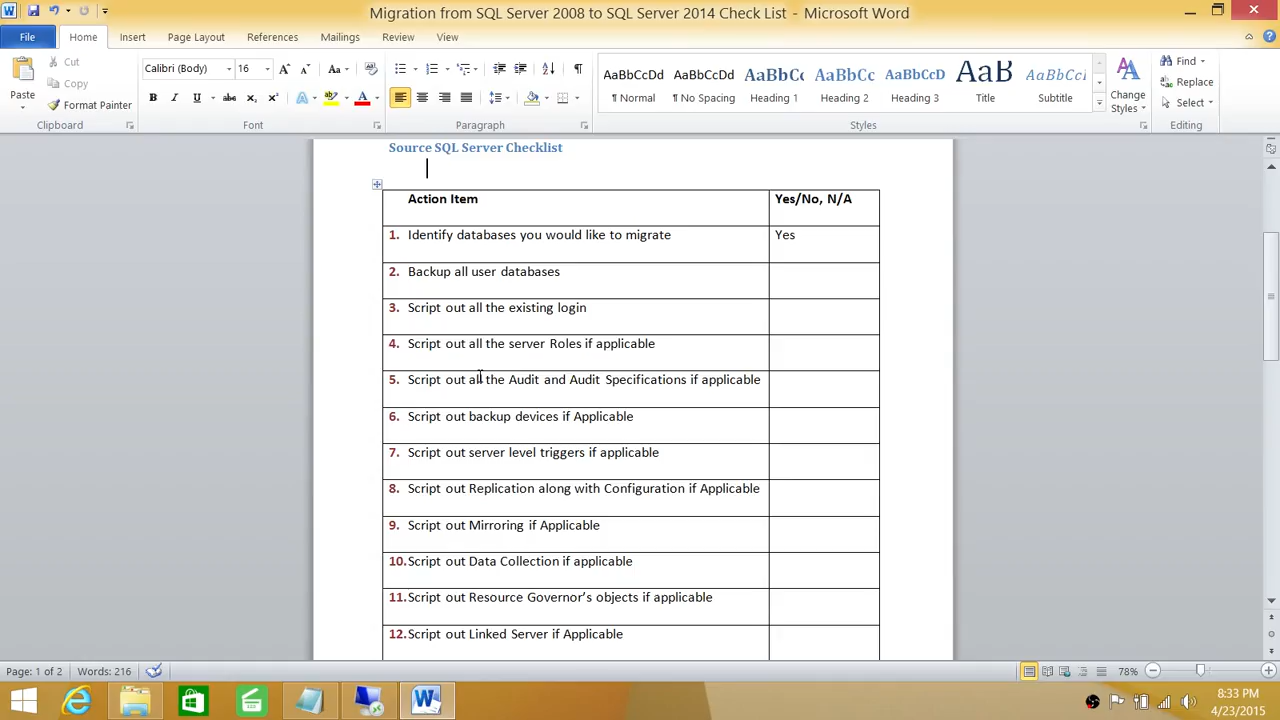 Migration from SQL Server 2008 to SQL Server 2014 Check List - Microsoft Word
File Home Insert Page Layout References Mailings Review View
Paste
Cut
Copy
Format Painter
Clipboard
Calibri (Body) 16
Font
Paragraph
AaBbCcDd AaBbCcDd AaBbCc AaBbCc AaBbCcD AaB AaBbCcI
¶ Normal ¶ No Spacing Heading 1 Heading 2 Heading 3 Title Subtitle
Styles
Change Styles
Find
Replace
Select
Editing
Source SQL Server Checklist
Action Item Yes/No, N/A
1. Identify databases you would like to migrate Yes
2. Backup all user databases
3. Script out all the existing login
4. Script out all the server Roles if applicable
5. Script out all the Audit and Audit Specifications if applicable
6. Script out backup devices if Applicable
7. Script out server level triggers if applicable
8. Script out Replication along with Configuration if Applicable
9. Script out Mirroring if Applicable
10. Script out Data Collection if applicable
11. Script out Resource Governor’s objects if applicable
12. Script out Linked Server if Applicable
Page: 1 of 2 Words: 216 78%
8:33 PM
4/23/2015